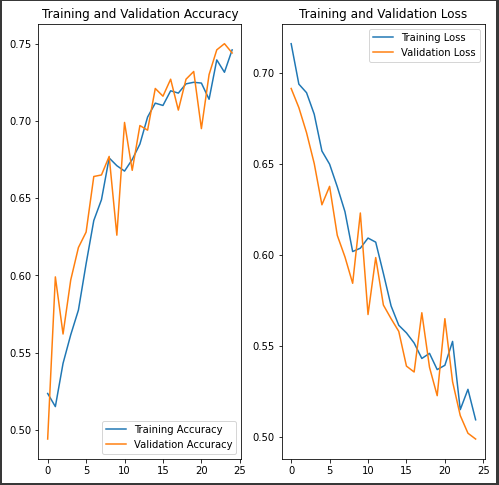 Training and Validation Accuracy
0.75
0.70
0.65
0.60
0.55
0.50
Training Accuracy
Validation Accuracy
0 5 10 15 20 25
Training and Validation Loss
Training Loss
Validation Loss
0.70
0.65
0.60
0.55
0.50
0 5 10 15 20 25